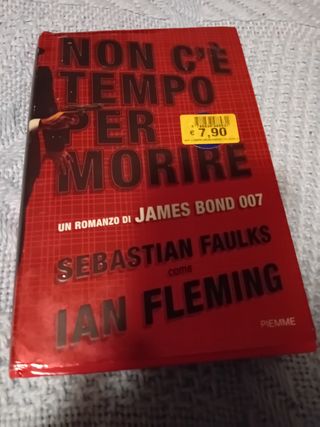 NON C'È
TEMPO
PER
MORIRE
€ 7,90
UN ROMANZO DI JAMES BOND 007
SEBASTIAN FAULKS
come
IAN FLEMING
PIEMME